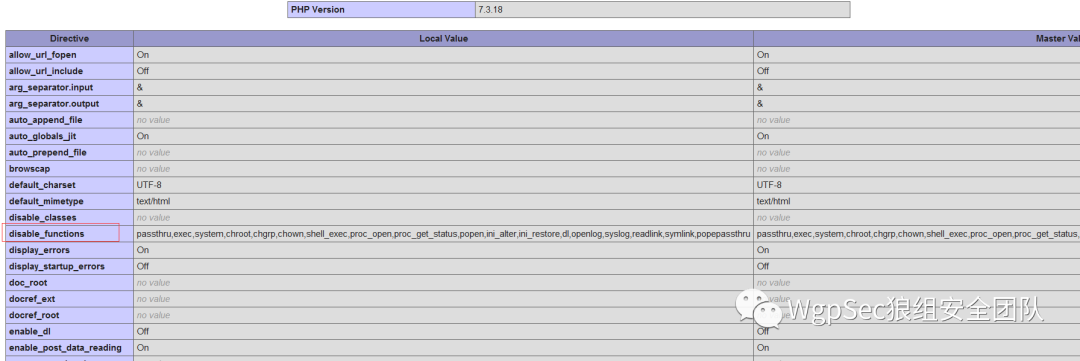 PHP Version 7.3.18
Directive Local Value Master Val
allow_url_fopen On On
allow_url_include Off Off
arg_separator.input & &
arg_separator.output & &
auto_append_file no value no value
auto_globals_jit On On
auto_prepend_file no value no value
browscap no value no value
default_charset UTF-8 UTF-8
default_mimetype text/html text/html
disable_classes no value no value
disable_functions passthru,exec,system,chroot,chgrp,chown,shell_exec,proc_open,proc_get_status,popen,ini_alter,ini_restore,dl,openlog,syslog,readlink,symlink,popepassthru passthru,exec,system,chroot,chgrp,chown,shell_exec,proc_open,proc_get_status,
display_errors On On
display_startup_errors Off Off
doc_root no value no value
docref_ext no value no value
docref_root no value no value
WgpSec狼组安全团队
enable_dl Off Off
enable_post_data_reading On On